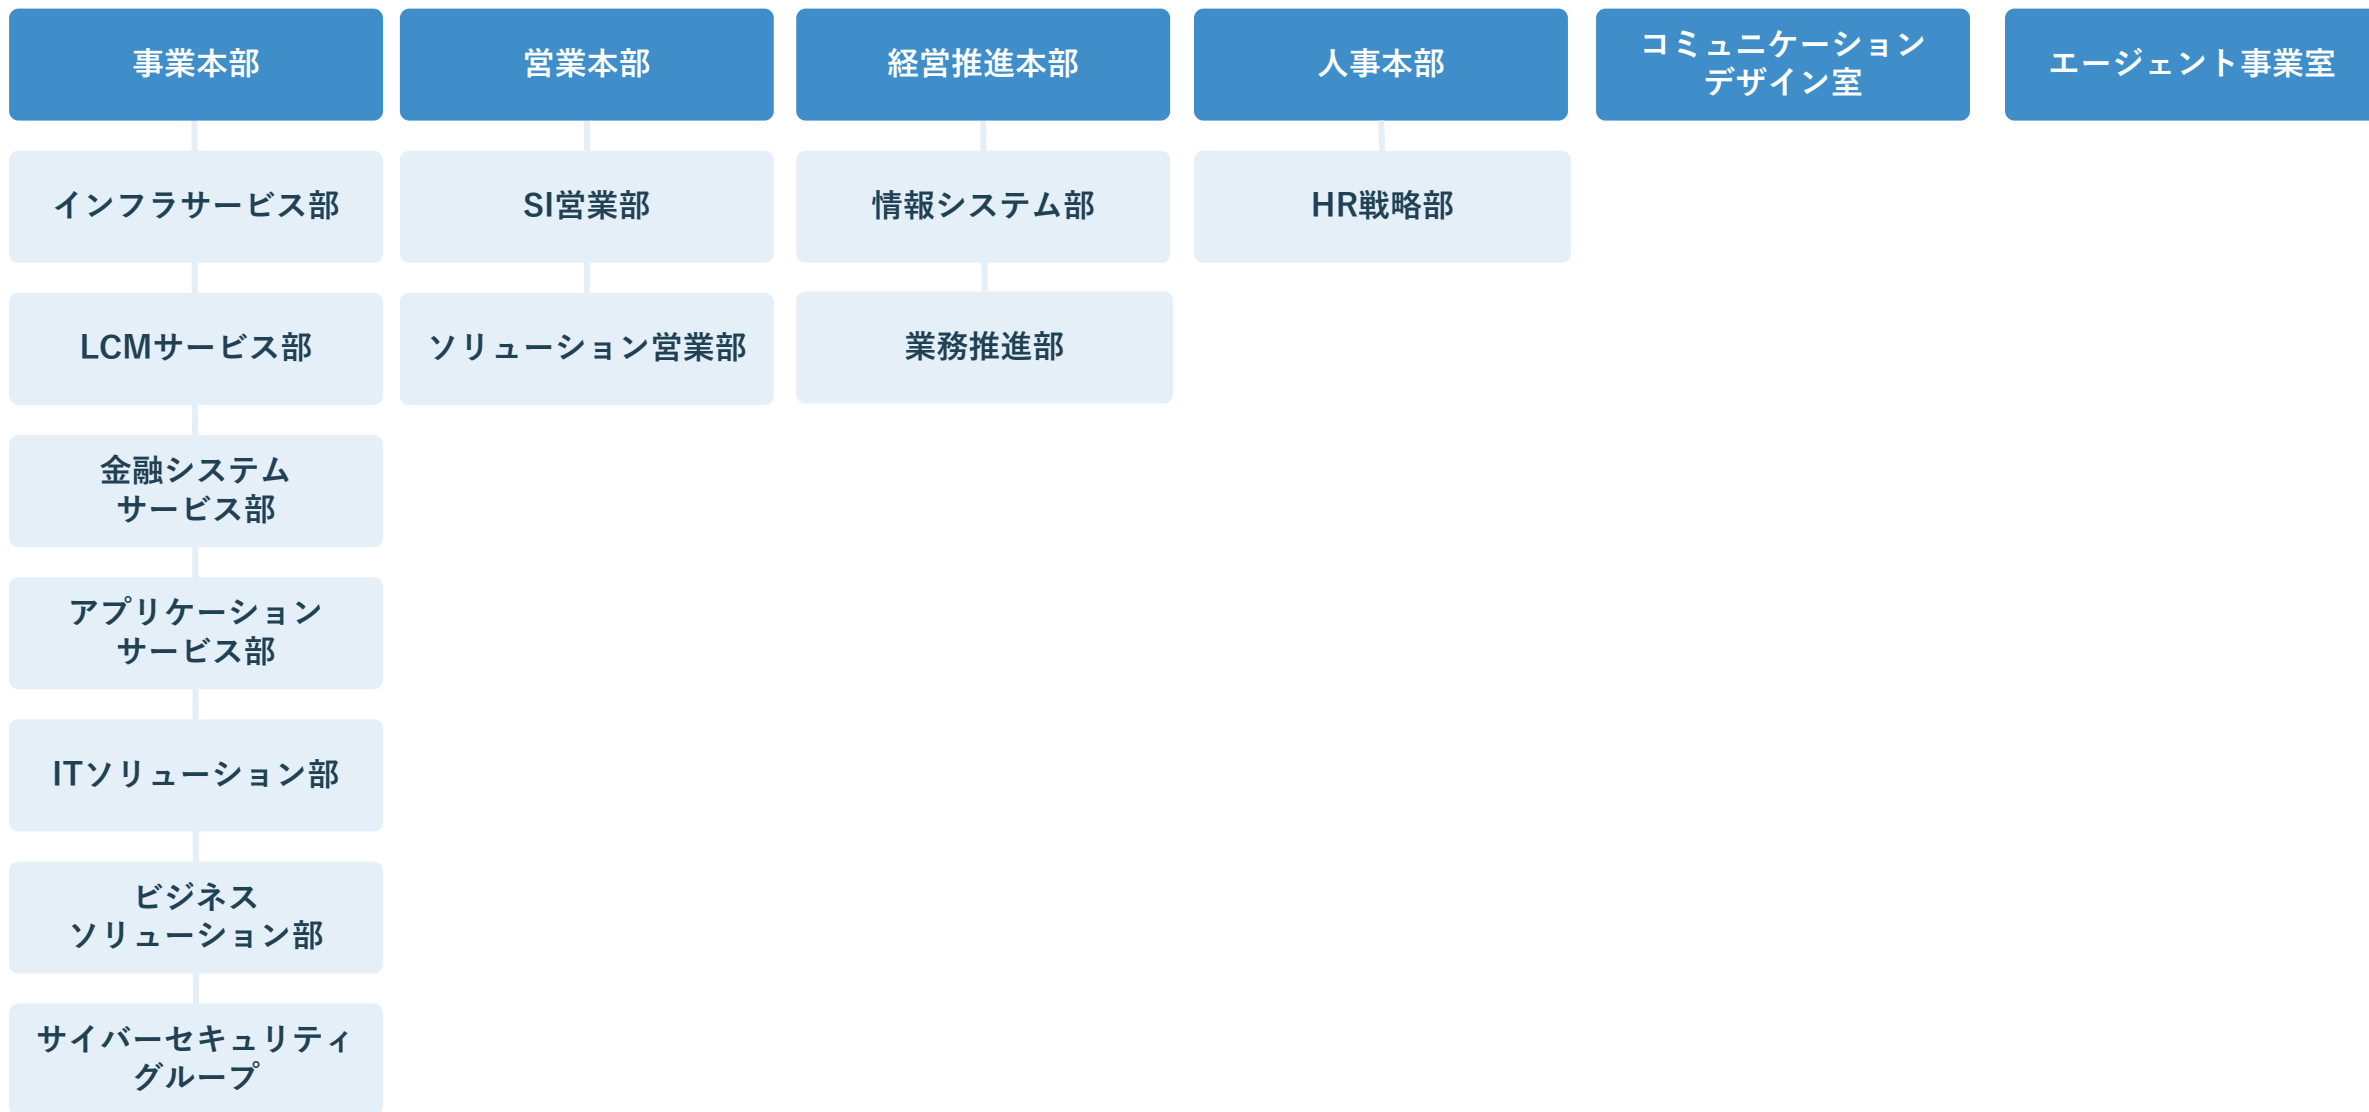 事業本部
インフラサービス部
LCMサービス部
金融システム
サービス部
アプリケーション
サービス部
ITソリューション部
ビジネス
ソリューション部
サイバーセキュリティ
グループ
営業本部
SI営業部
ソリューション営業部
経営推進本部
情報システム部
業務推進部
人事本部
HR戦略部
コミュニケーション
デザイン室
エージェント事業室